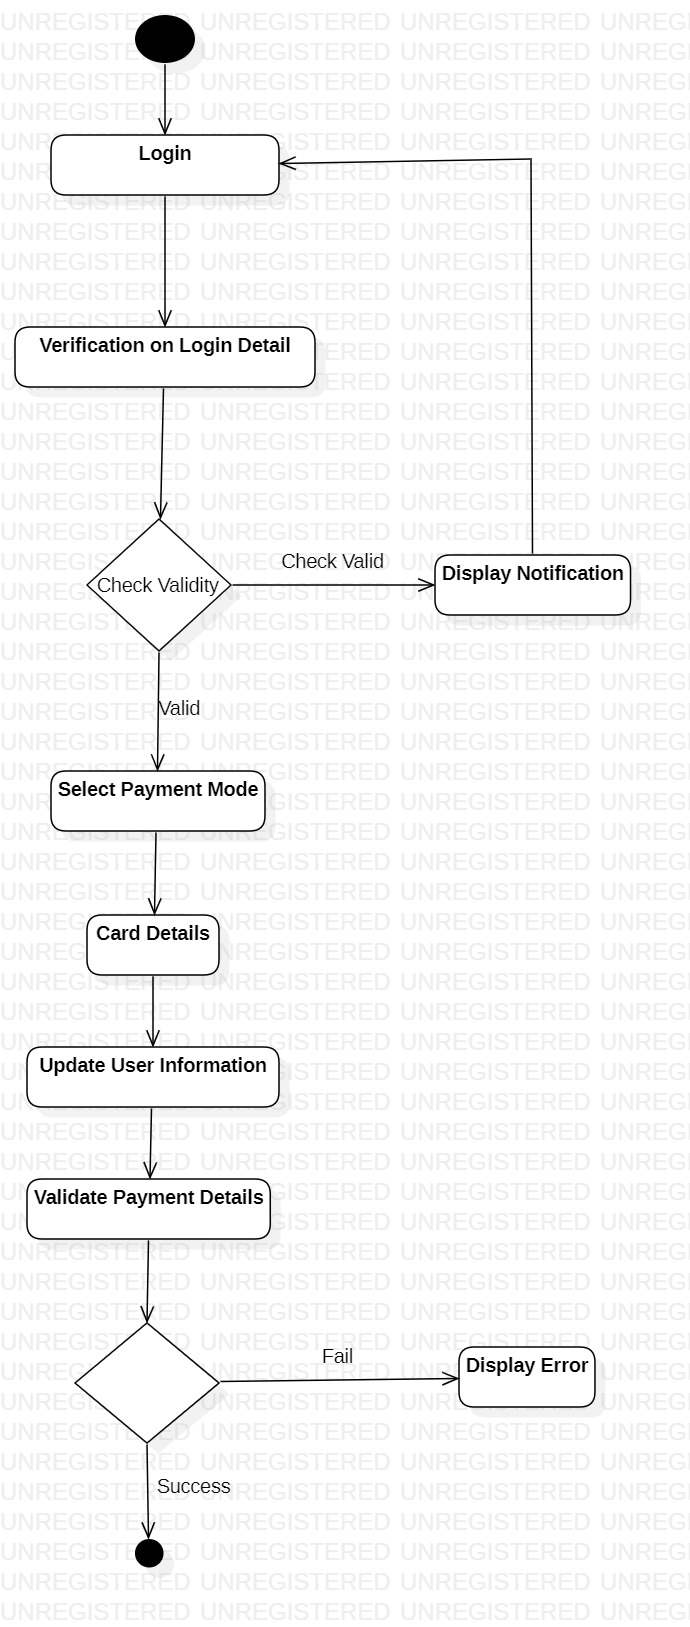 Login
Verification on Login Detail
Check Validity
Check Valid
Display Notification
Valid
Select Payment Mode
Card Details
Update User Information
Validate Payment Details
Fail
Display Error
Success
UNREGISTERED